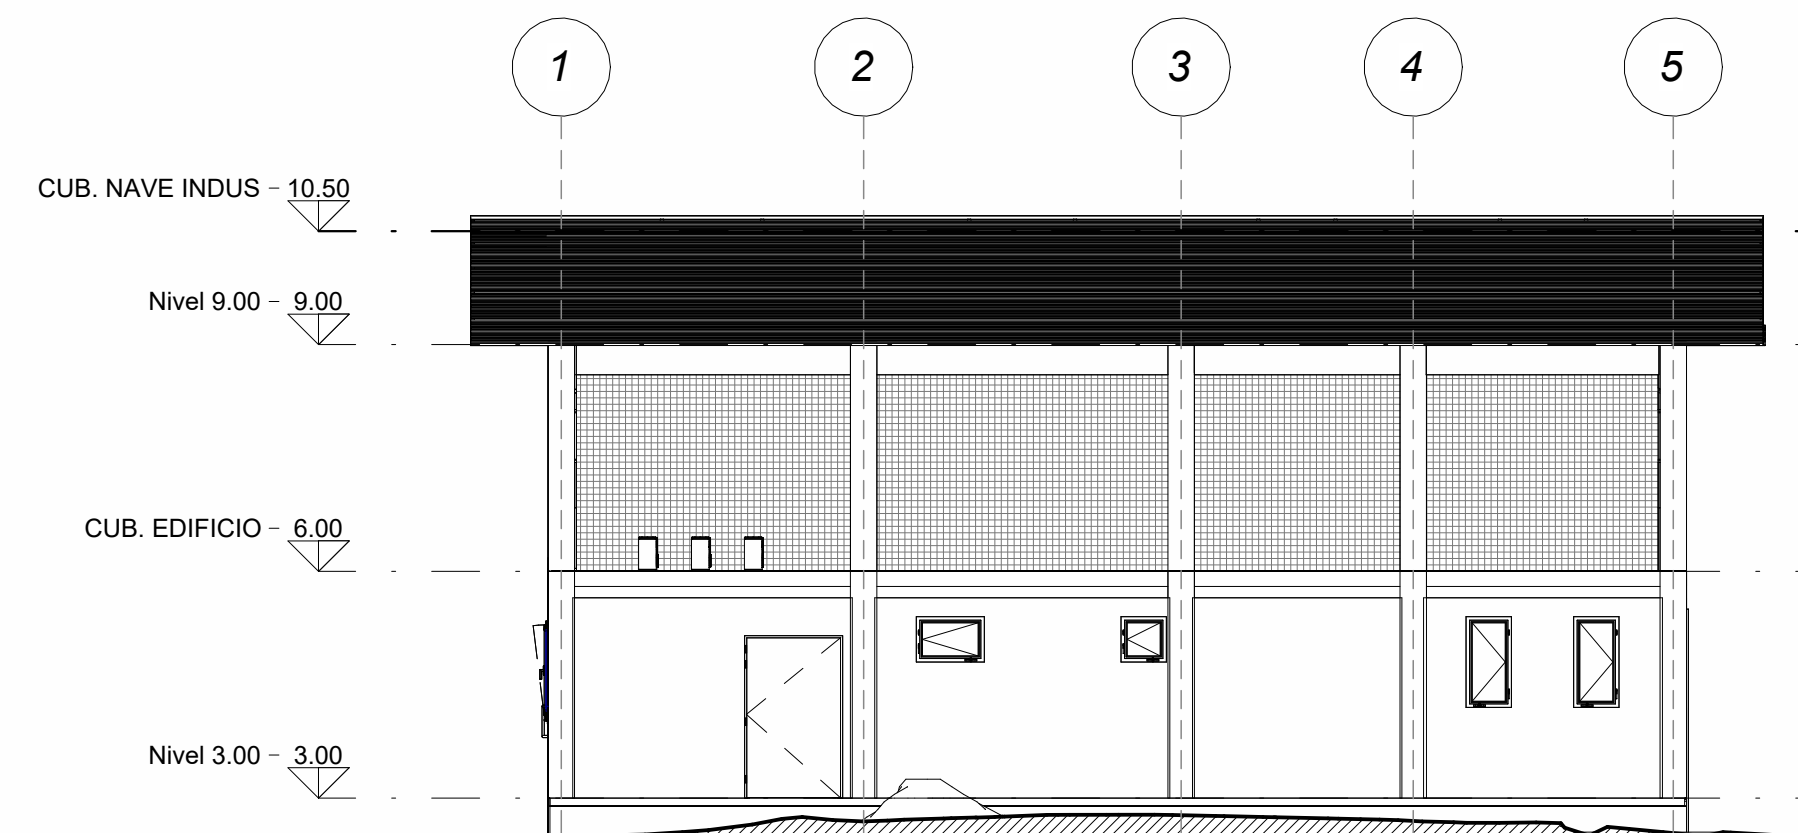 1 2 3 4 5
CUB. NAVE INDUS - 10.50
Nivel 9.00 - 9.00
CUB. EDIFICIO - 6.00
Nivel 3.00 - 3.00